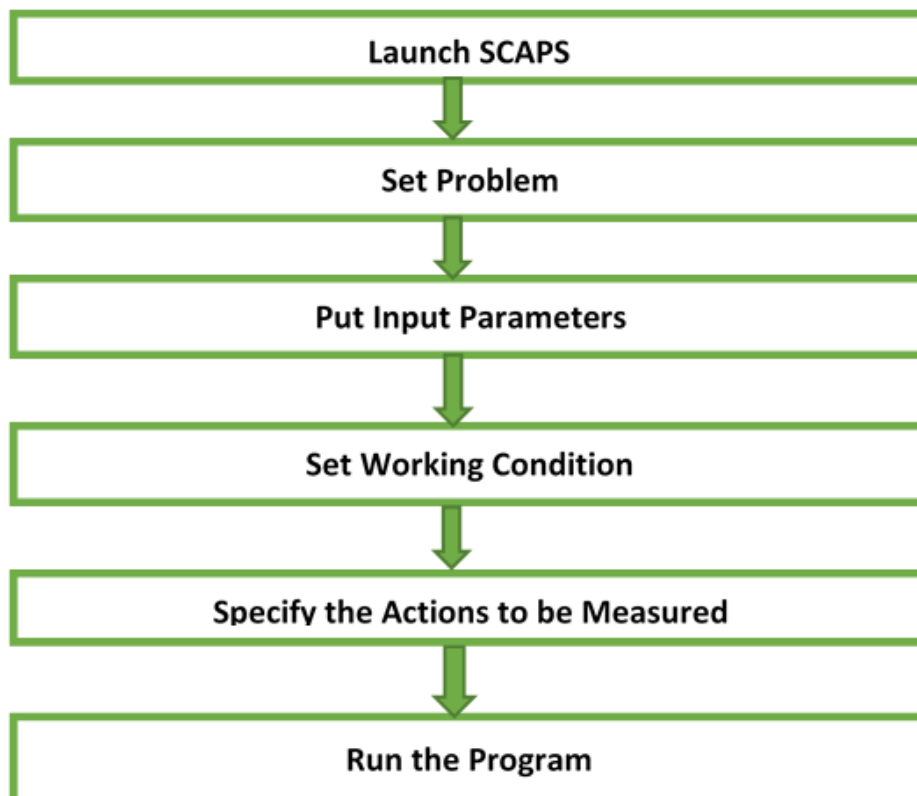 Launch SCAPS
Set Problem
Put Input Parameters
Set Working Condition
Specify the Actions to be Measured
Run the Program